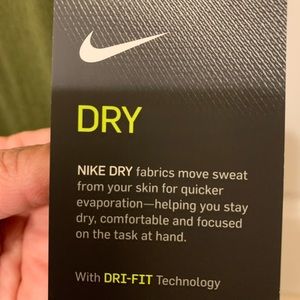 DRY
NIKE DRY fabrics move sweat
from your skin for quicker
evaporation—helping you stay
dry, comfortable and focused
on the task at hand.
With DRI-FIT Technology